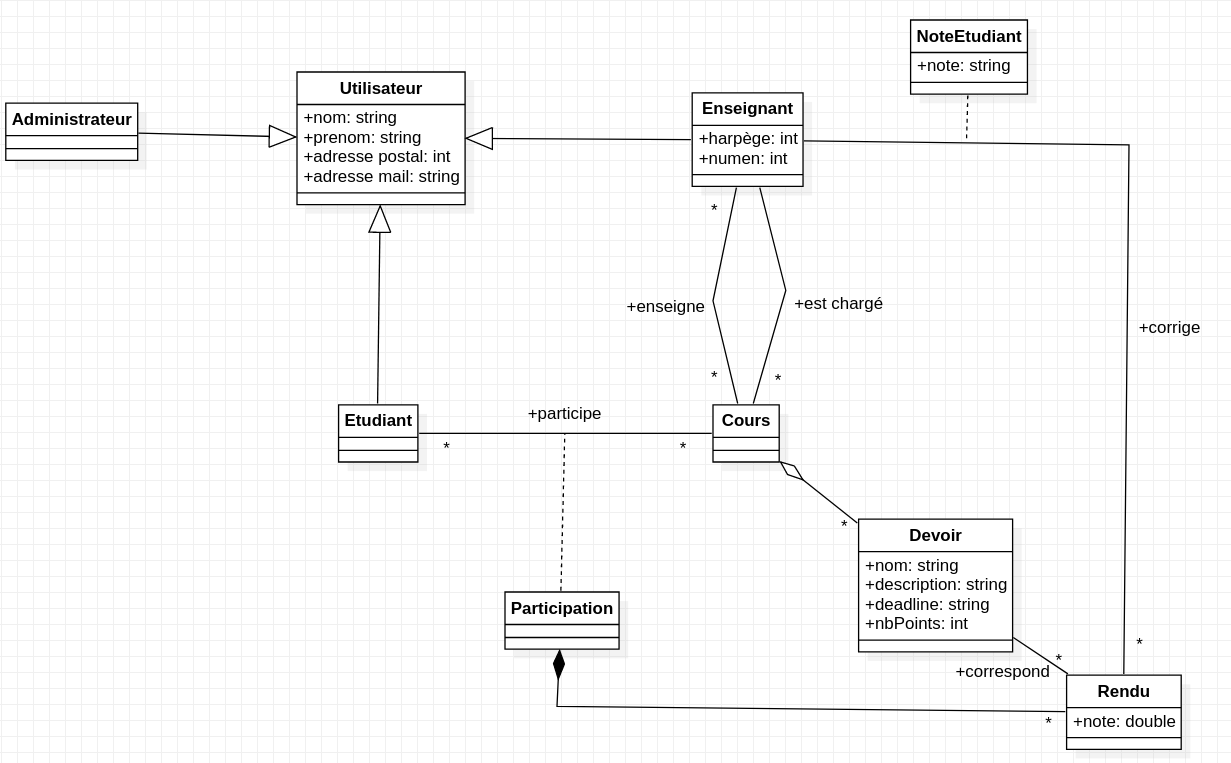 NoteEtudiant
+note: string
Utilisateur
+nom: string
+prenom: string
+adresse postal: int
+adresse mail: string
Administrateur
Enseignant
+harpège: int
+numen: int
*
+enseigne
+est chargé
+corrige
*
*
Etudiant
+participe
Cours
*
*
*
Devoir
+nom: string
+description: string
+deadline: string
+nbPoints: int
Participation
*
*
+correspond
Rendu
+note: double
*